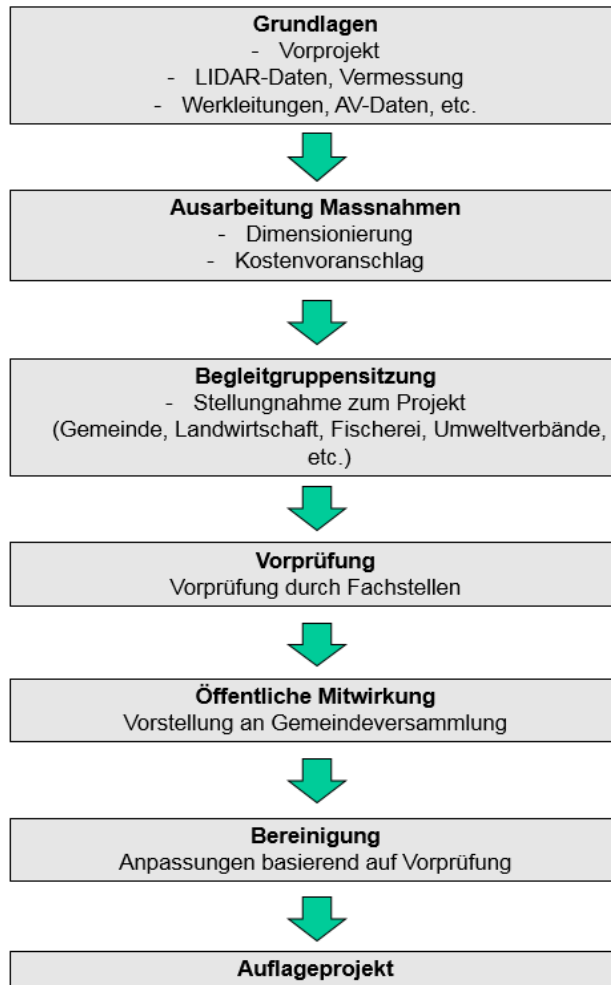 Grundlagen
- Vorprojekt
- LIDAR-Daten, Vermessung
- Werkleitungen, AV-Daten, etc.
Ausarbeitung Massnahmen
- Dimensionierung
- Kostenvoranschlag
Begleitgruppensitzung
- Stellungnahme zum Projekt
(Gemeinde, Landwirtschaft, Fischerei, Umweltverbände,
etc.)
Vorprüfung
Vorprüfung durch Fachstellen
Öffentliche Mitwirkung
Vorstellung an Gemeindeversammlung
Bereinigung
Anpassungen basierend auf Vorprüfung
Auflageprojekt